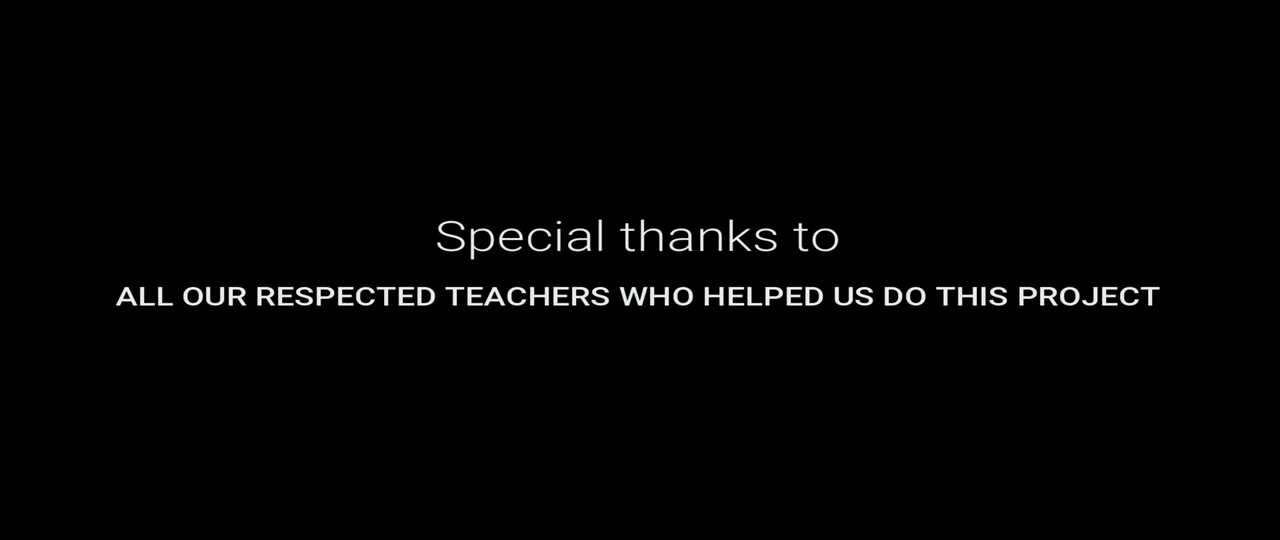 Special thanks to
ALL OUR RESPECTED TEACHERS WHO HELPED US DO THIS PROJECT